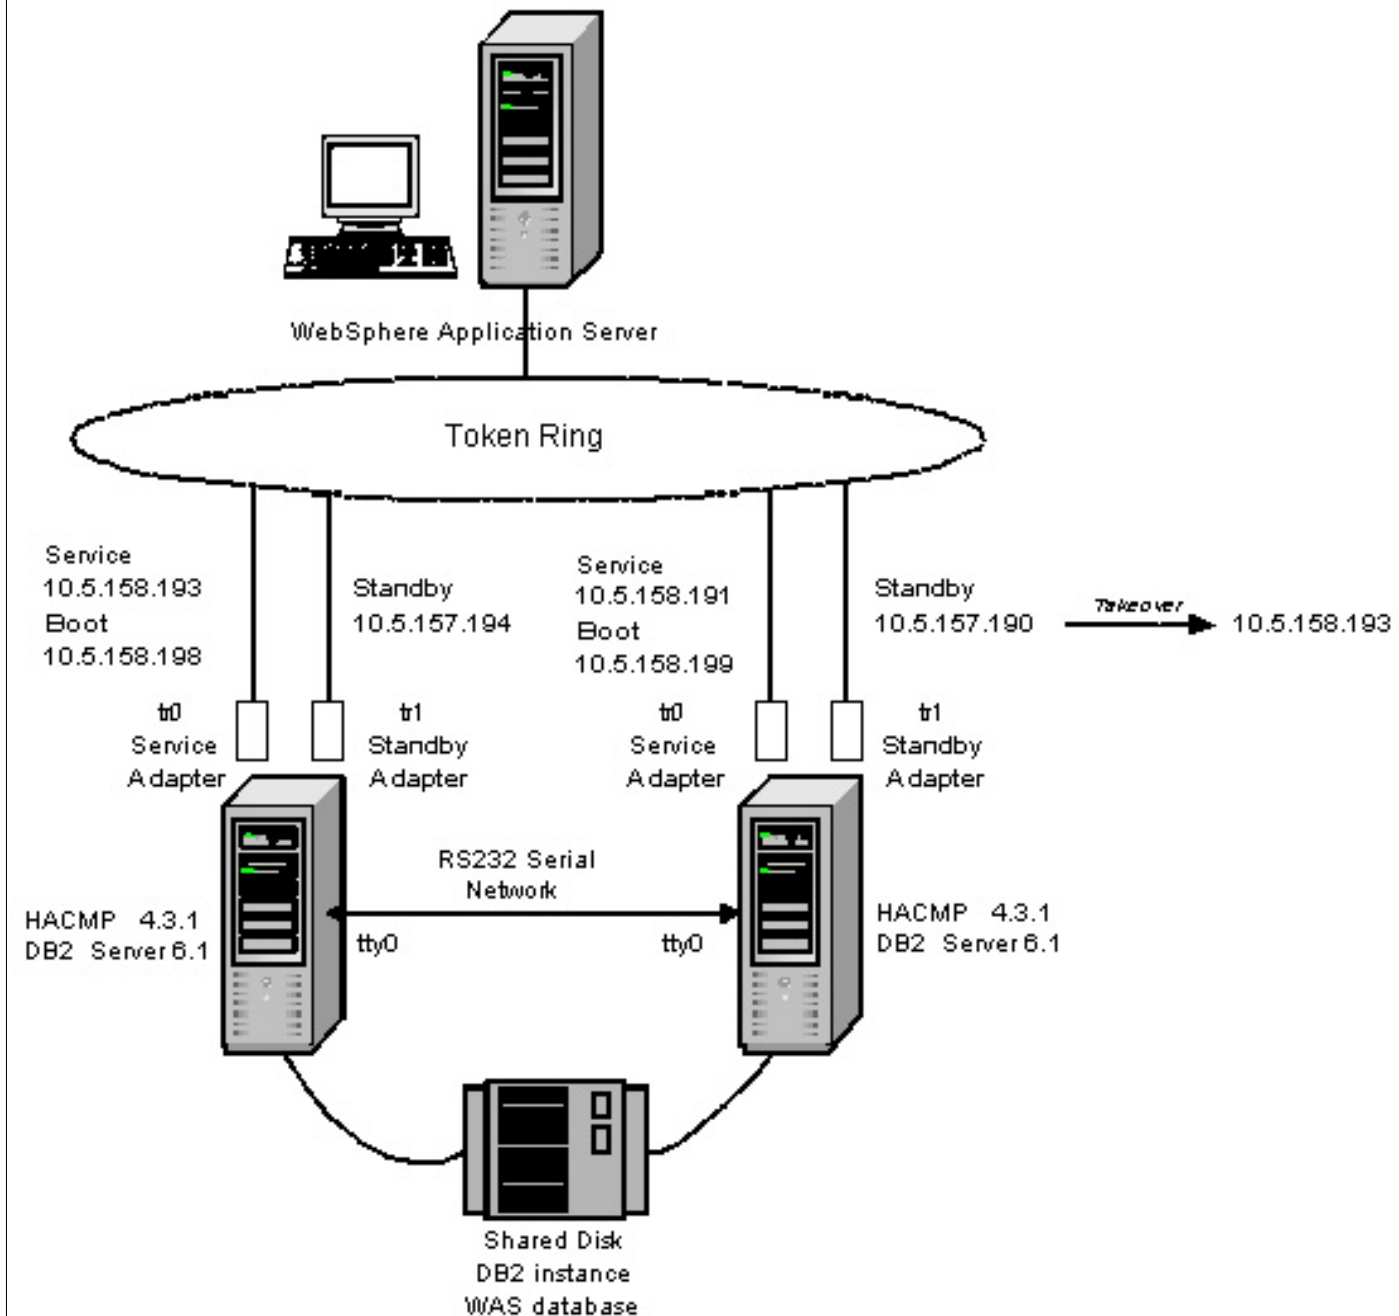 WebSphere Application Server
Token Ring
Service
10.5.158.193
Boot
10.5.158.198
Standby
10.5.157.194
Service
10.5.158.191
Boot
10.5.158.199
Standby
10.5.157.190
Takeover
10.5.158.193
tr0
Service
Adapter
tr1
Standby
Adapter
tr0
Service
Adapter
tr1
Standby
Adapter
RS232 Serial
Network
HACMP 4.3.1
DB2 Server 6.1
tty0
tty0
HACMP 4.3.1
DB2 Server 6.1
Shared Disk
DB2 instance
WAS database